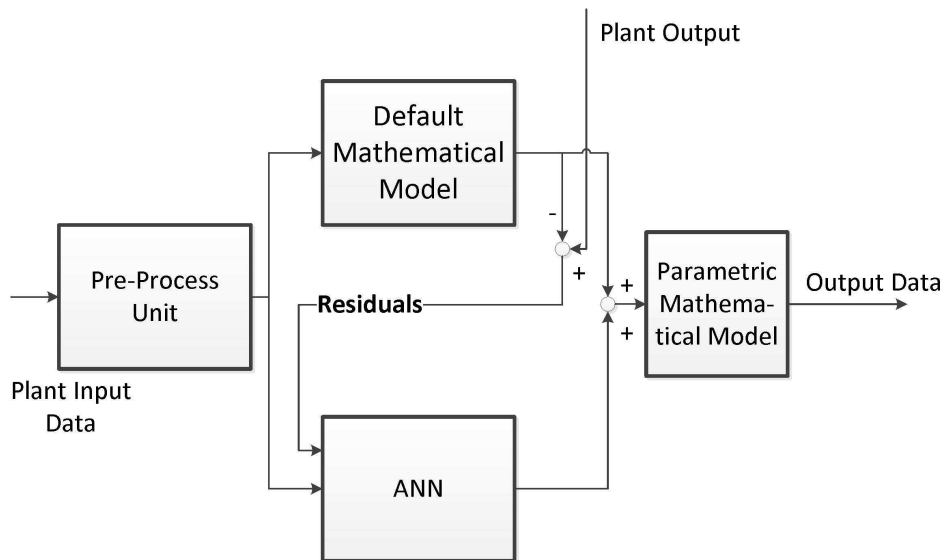 Plant Output
Default
Mathematical
Model
-
+
Pre-Process
Unit
Parametric
Mathema-
tical Model
Output Data
Residuals
+
+
Plant Input
Data
ANN